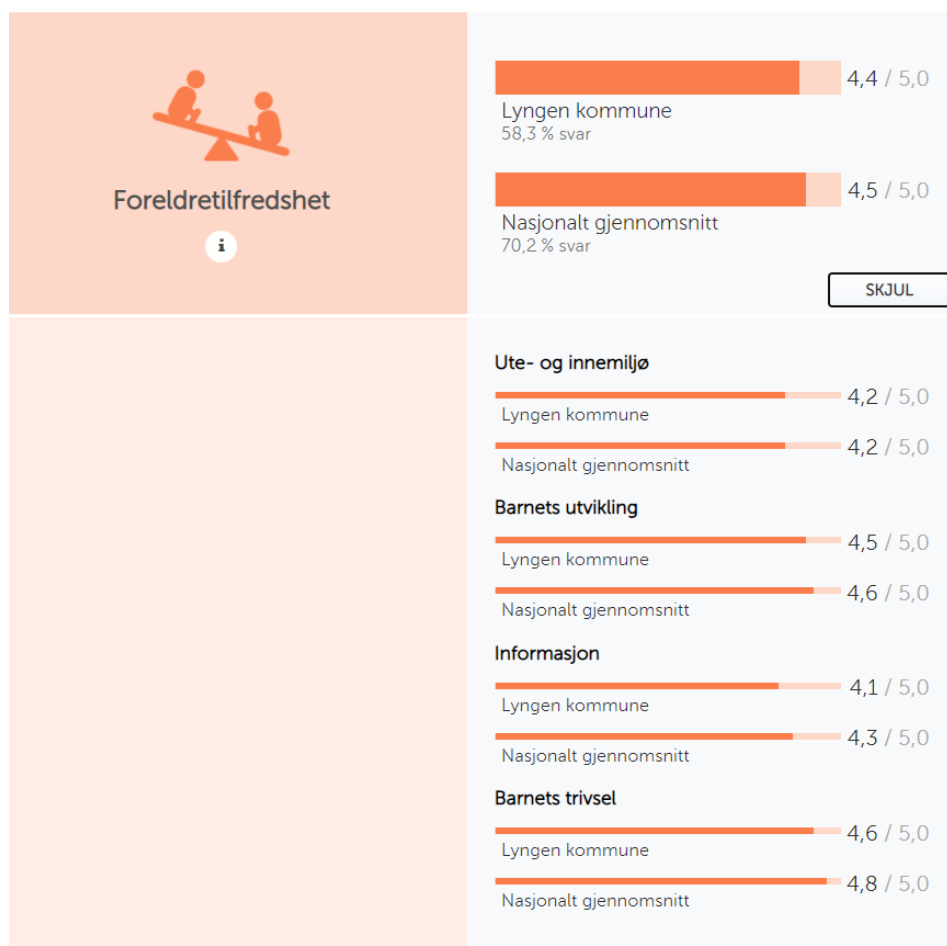 Foreldretilfredshet
i
4,4 / 5,0
Lyngen kommune
58,3 % svar
4,5 / 5,0
Nasjonalt gjennomsnitt
70,2 % svar
SKJUL
Ute- og innemiljø
4,2 / 5,0
Lyngen kommune
4,2 / 5,0
Nasjonalt gjennomsnitt
Barnets utvikling
4,5 / 5,0
Lyngen kommune
4,6 / 5,0
Nasjonalt gjennomsnitt
Informasjon
4,1 / 5,0
Lyngen kommune
4,3 / 5,0
Nasjonalt gjennomsnitt
Barnets trivsel
4,6 / 5,0
Lyngen kommune
4,8 / 5,0
Nasjonalt gjennomsnitt